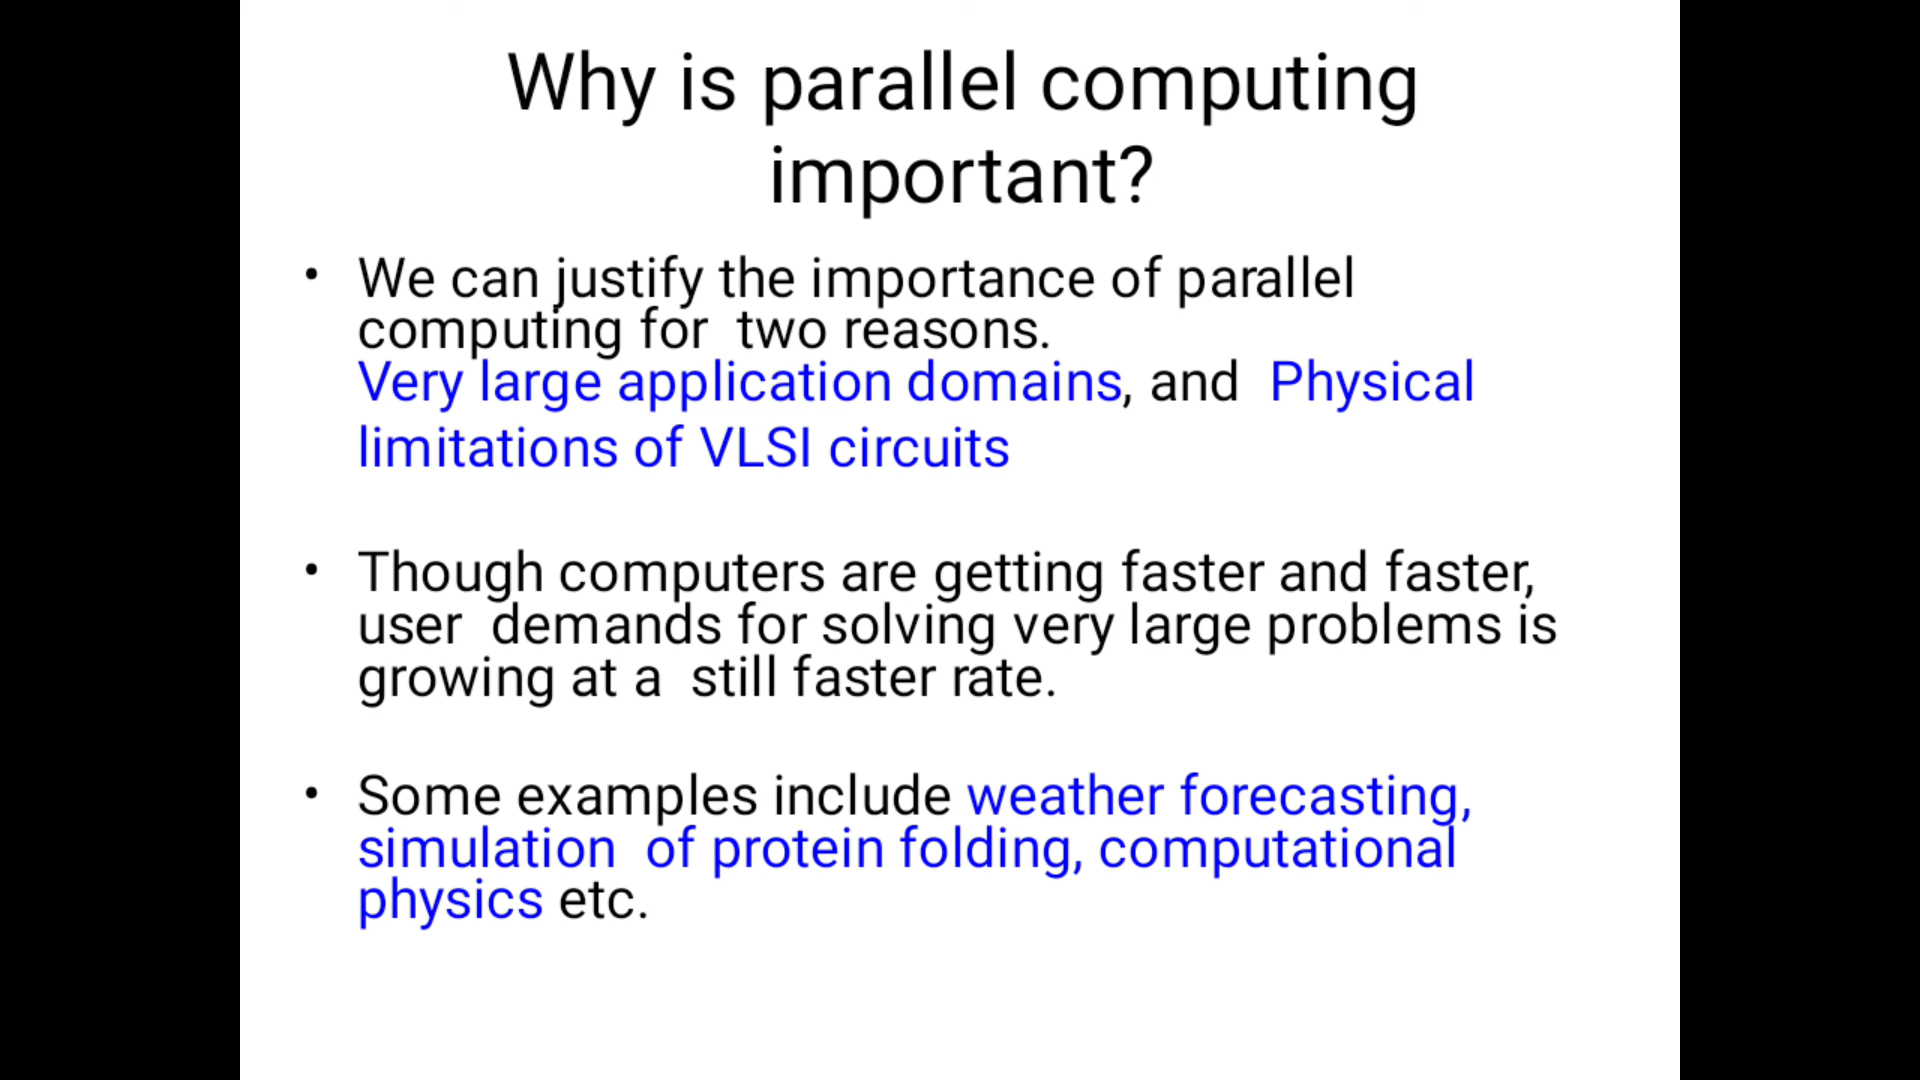 Why is parallel computing
important?
• We can justify the importance of parallel
computing for  two reasons.
Very large application domains, and  Physical
limitations of VLSI circuits
• Though computers are getting faster and faster,
user  demands for solving very large problems is
growing at a  still faster rate.
• Some examples include weather forecasting,
simulation  of protein folding, computational
physics etc.